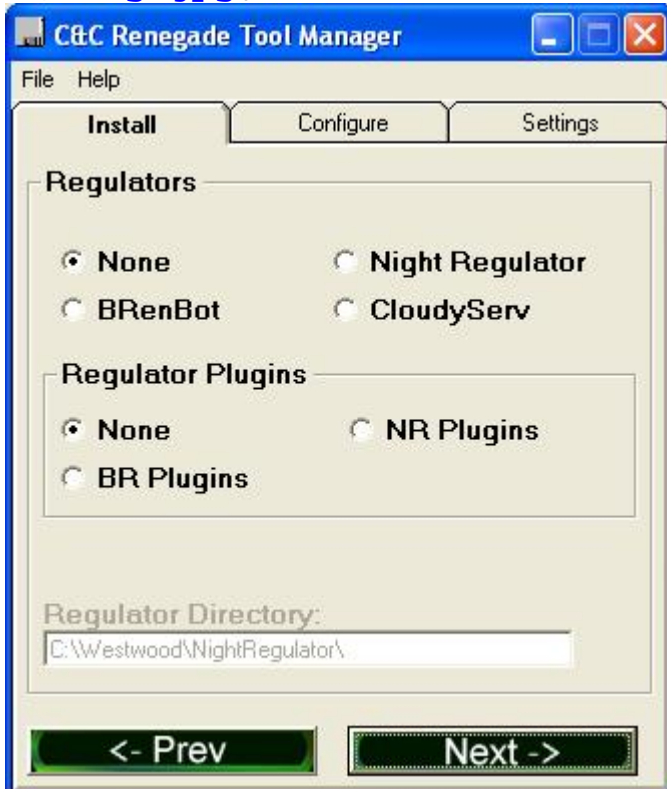 C&C Renegade Tool Manager
File Help
Install Configure Settings
Regulators
None Night Regulator
BRenBot CloudyServ
Regulator Plugins
None NR Plugins
BR Plugins
Regulator Directory:
C:\Westwood\NightRegulator\
<- Prev Next ->